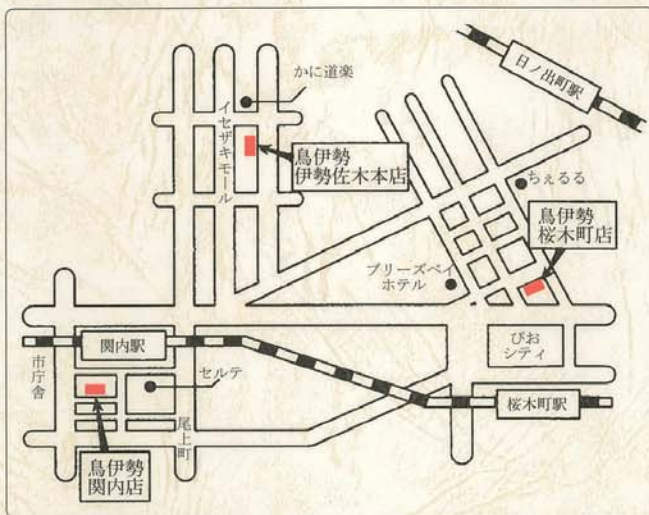 かに道楽
日ノ出町駅
イセザキモール
鳥伊勢
伊勢佐木本店
ちぇるる
鳥伊勢
桜木町店
ブリーズベイ
ホテル
関内駅
びお
シティ
市庁舎
セルテ
桜木町駅
尾上町
鳥伊勢
関内店